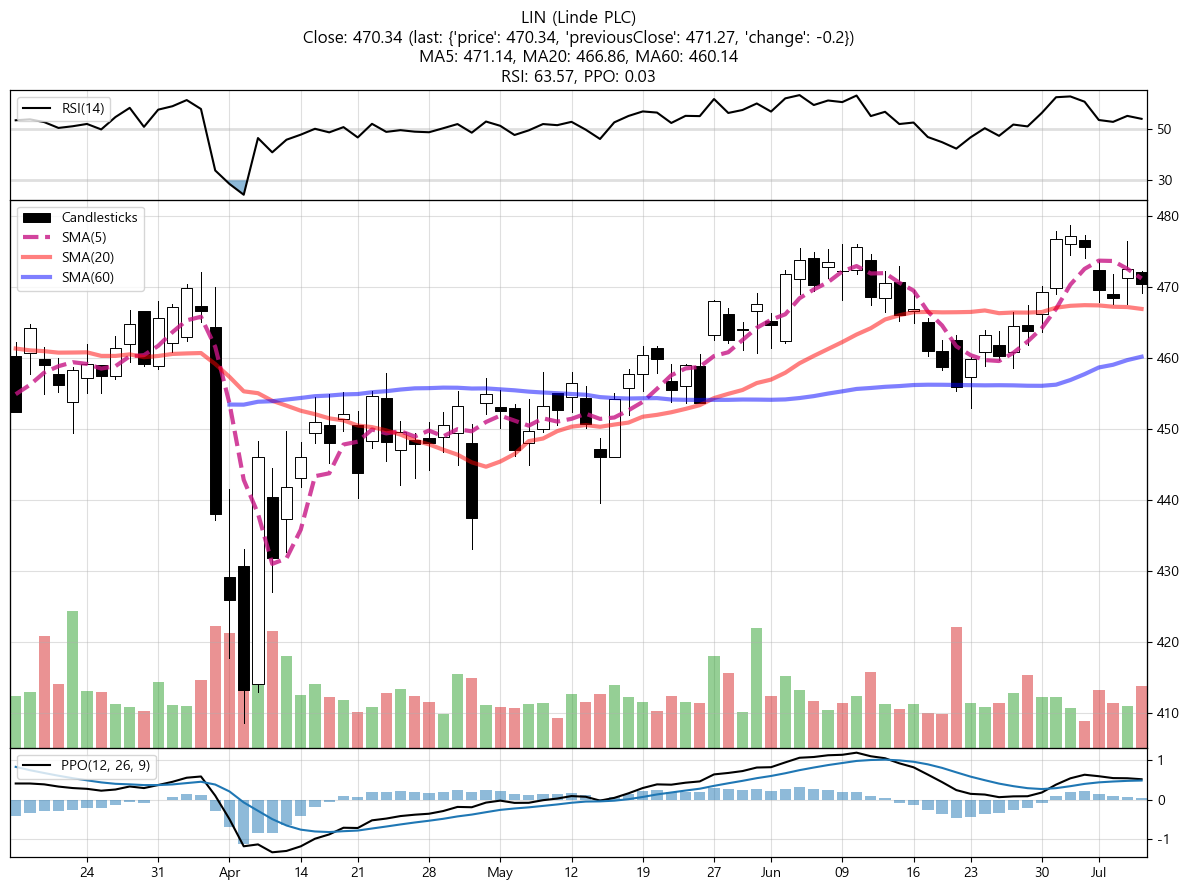 LIN (Linde PLC)
Close: 470.34 (last: {'price': 470.34, 'previousClose': 471.27, 'change': -0.2})
MA5: 471.14, MA20: 466.86, MA60: 460.14
RSI: 63.57, PPO: 0.03
RSI(14)
50
30
Candlesticks
SMA(5)
SMA(20)
SMA(60)
480
470
460
450
440
430
420
410
PPO(12, 26, 9)
1
0
-1
24 31 Apr 14 21 28 May 12 19 27 Jun 09 16 23 30 Jul